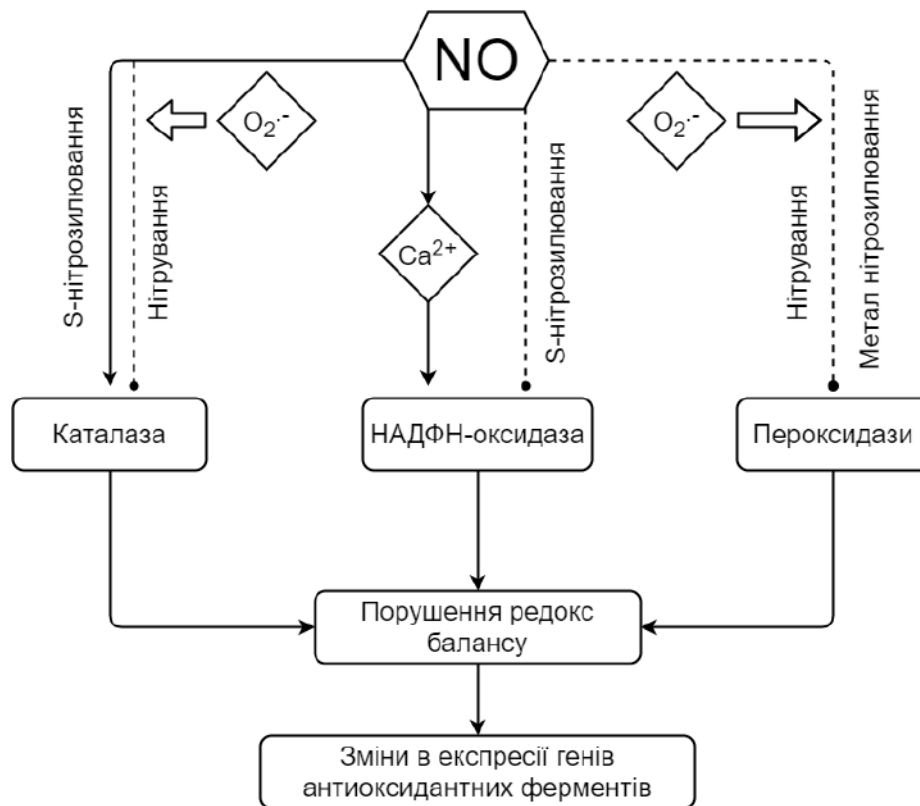 NO
O₂·-
O₂·-
S-нітрозилювання
Нітрування
Ca²⁺
S-нітрозилювання
Нітрування
Метал нітрозилювання
Каталаза
НАДФН-оксидаза
Пероксидази
Порушення редокс
балансу
Зміни в експресії генів
антиоксидантних ферментів